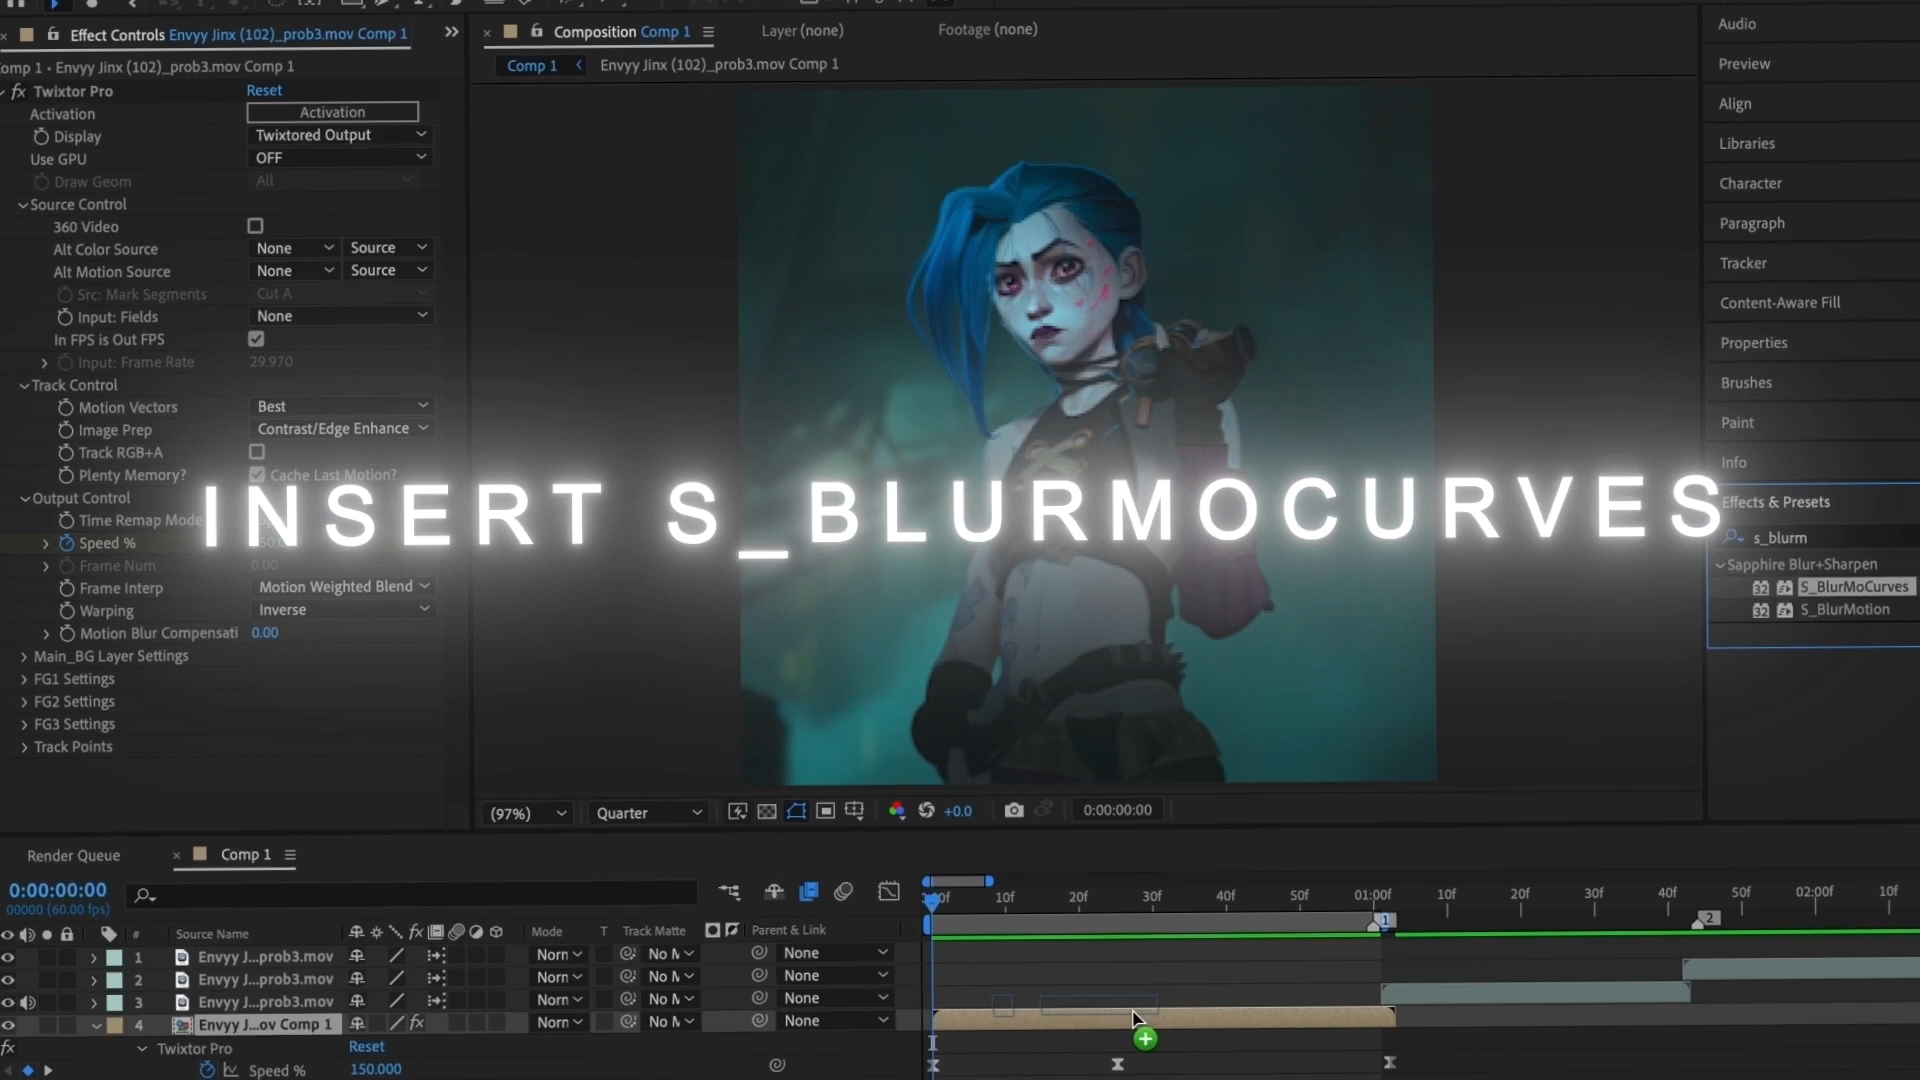 Effect Controls Envyy Jinx (102)_prob3.mov Comp 1
Composition Comp 1
Layer (none)
Footage (none)
omp 1 • Envyy Jinx (102)_prob3.mov Comp 1
Comp 1
Envyy Jinx (102)_prob3.mov Comp 1
fx Twixtor Pro Reset
Activation Activation
Display Twixtored Output
Use GPU OFF
Draw Geom All
Source Control
360 Video
Alt Color Source None Source
Alt Motion Source None Source
Src: Mark Segments Cut A
Input: Fields None
In FPS is Out FPS
Input: Frame Rate 29.970
Track Control
Motion Vectors Best
Image Prep Contrast/Edge Enhance
Track RGB+A
Plenty Memory? Cache Last Motion?
Output Control
Time Remap Mode
Speed %
Frame Num 0.00
Frame Interp Motion Weighted Blend
Warping Inverse
Motion Blur Compensati 0.00
Main_BG Layer Settings
FG1 Settings
FG2 Settings
FG3 Settings
Track Points
INSERT S_BLURMOCURVES
Audio
Preview
Align
Libraries
Character
Paragraph
Tracker
Content-Aware Fill
Properties
Brushes
Paint
Info
Effects & Presets
s_blurm
Sapphire Blur+Sharpen
32 S_BlurMoCurves
32 S_BlurMotion
(97%) Quarter +0.0 0:00:00:00
Render Queue Comp 1
0:00:00:00
00000 (60.00 fps)
10f 20f 30f 40f 50f 01:00f 10f 20f 30f 40f 50f 02:00f 10f
1 2
# Source Name fx Mode T Track Matte Parent & Link
1 Envyy J...prob3.mov Norn No M None
2 Envyy J...prob3.mov Norn No M None
3 Envyy J...prob3.mov Norn No M None
4 Envyy J...ov Comp 1 fx Norn No M None
fx Twixtor Pro Reset
Speed % 150.000